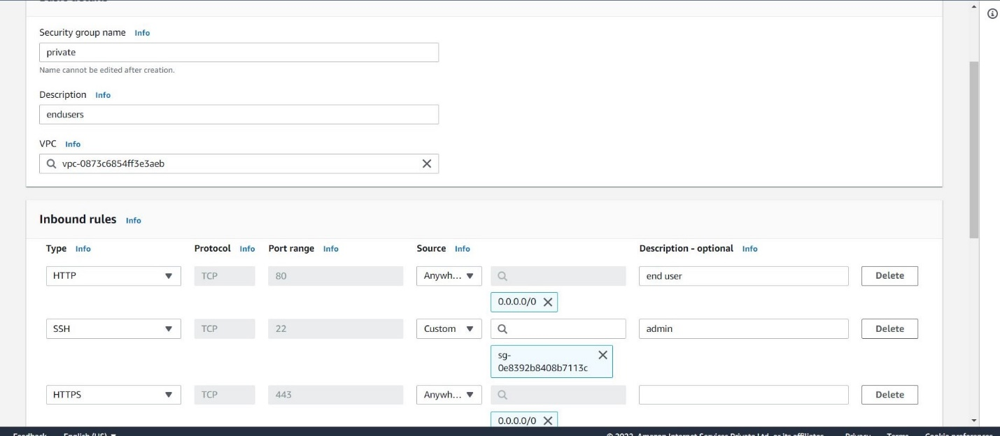 Basic details
Security group name Info
private
Name cannot be edited after creation.
Description Info
endusers
VPC Info
vpc-0873c6854ff3e3aeb
Inbound rules Info
Type Info Protocol Info Port range Info Source Info Description - optional Info
HTTP TCP 80 Anywh... end user Delete
0.0.0.0/0
SSH TCP 22 Custom admin Delete
sg-
0e8392b8408b7113c
HTTPS TCP 443 Anywh... Delete
0.0.0.0/0
Feedback English (US) © 2022, Amazon Internet Services Private Ltd. or its affiliates. Privacy Terms Cookie preferences